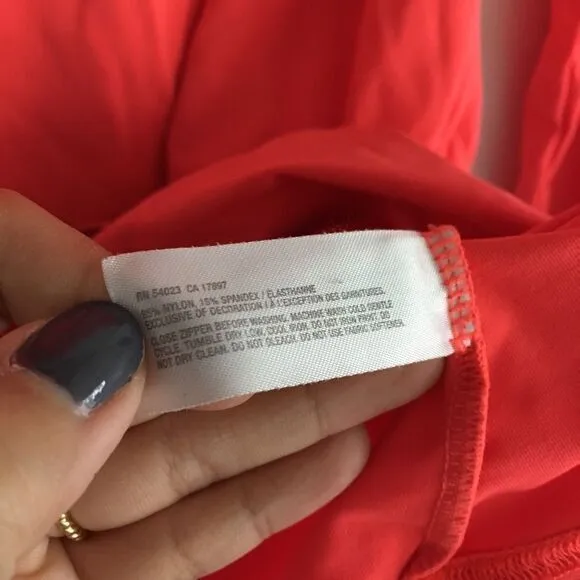 RN 54023 CA 17897
85% NYLON, 15% SPANDEX / ÉLASTHANNE
EXCLUSIVE OF DECORATION / À L'EXCEPTION DES GARNITURES.
CLOSE ZIPPER BEFORE WASHING. MACHINE WASH COLD GENTLE
CYCLE. TUMBLE DRY LOW. COOL IRON. DO NOT IRON PRINT. DO
NOT DRY CLEAN. DO NOT BLEACH. DO NOT USE FABRIC SOFTENER.